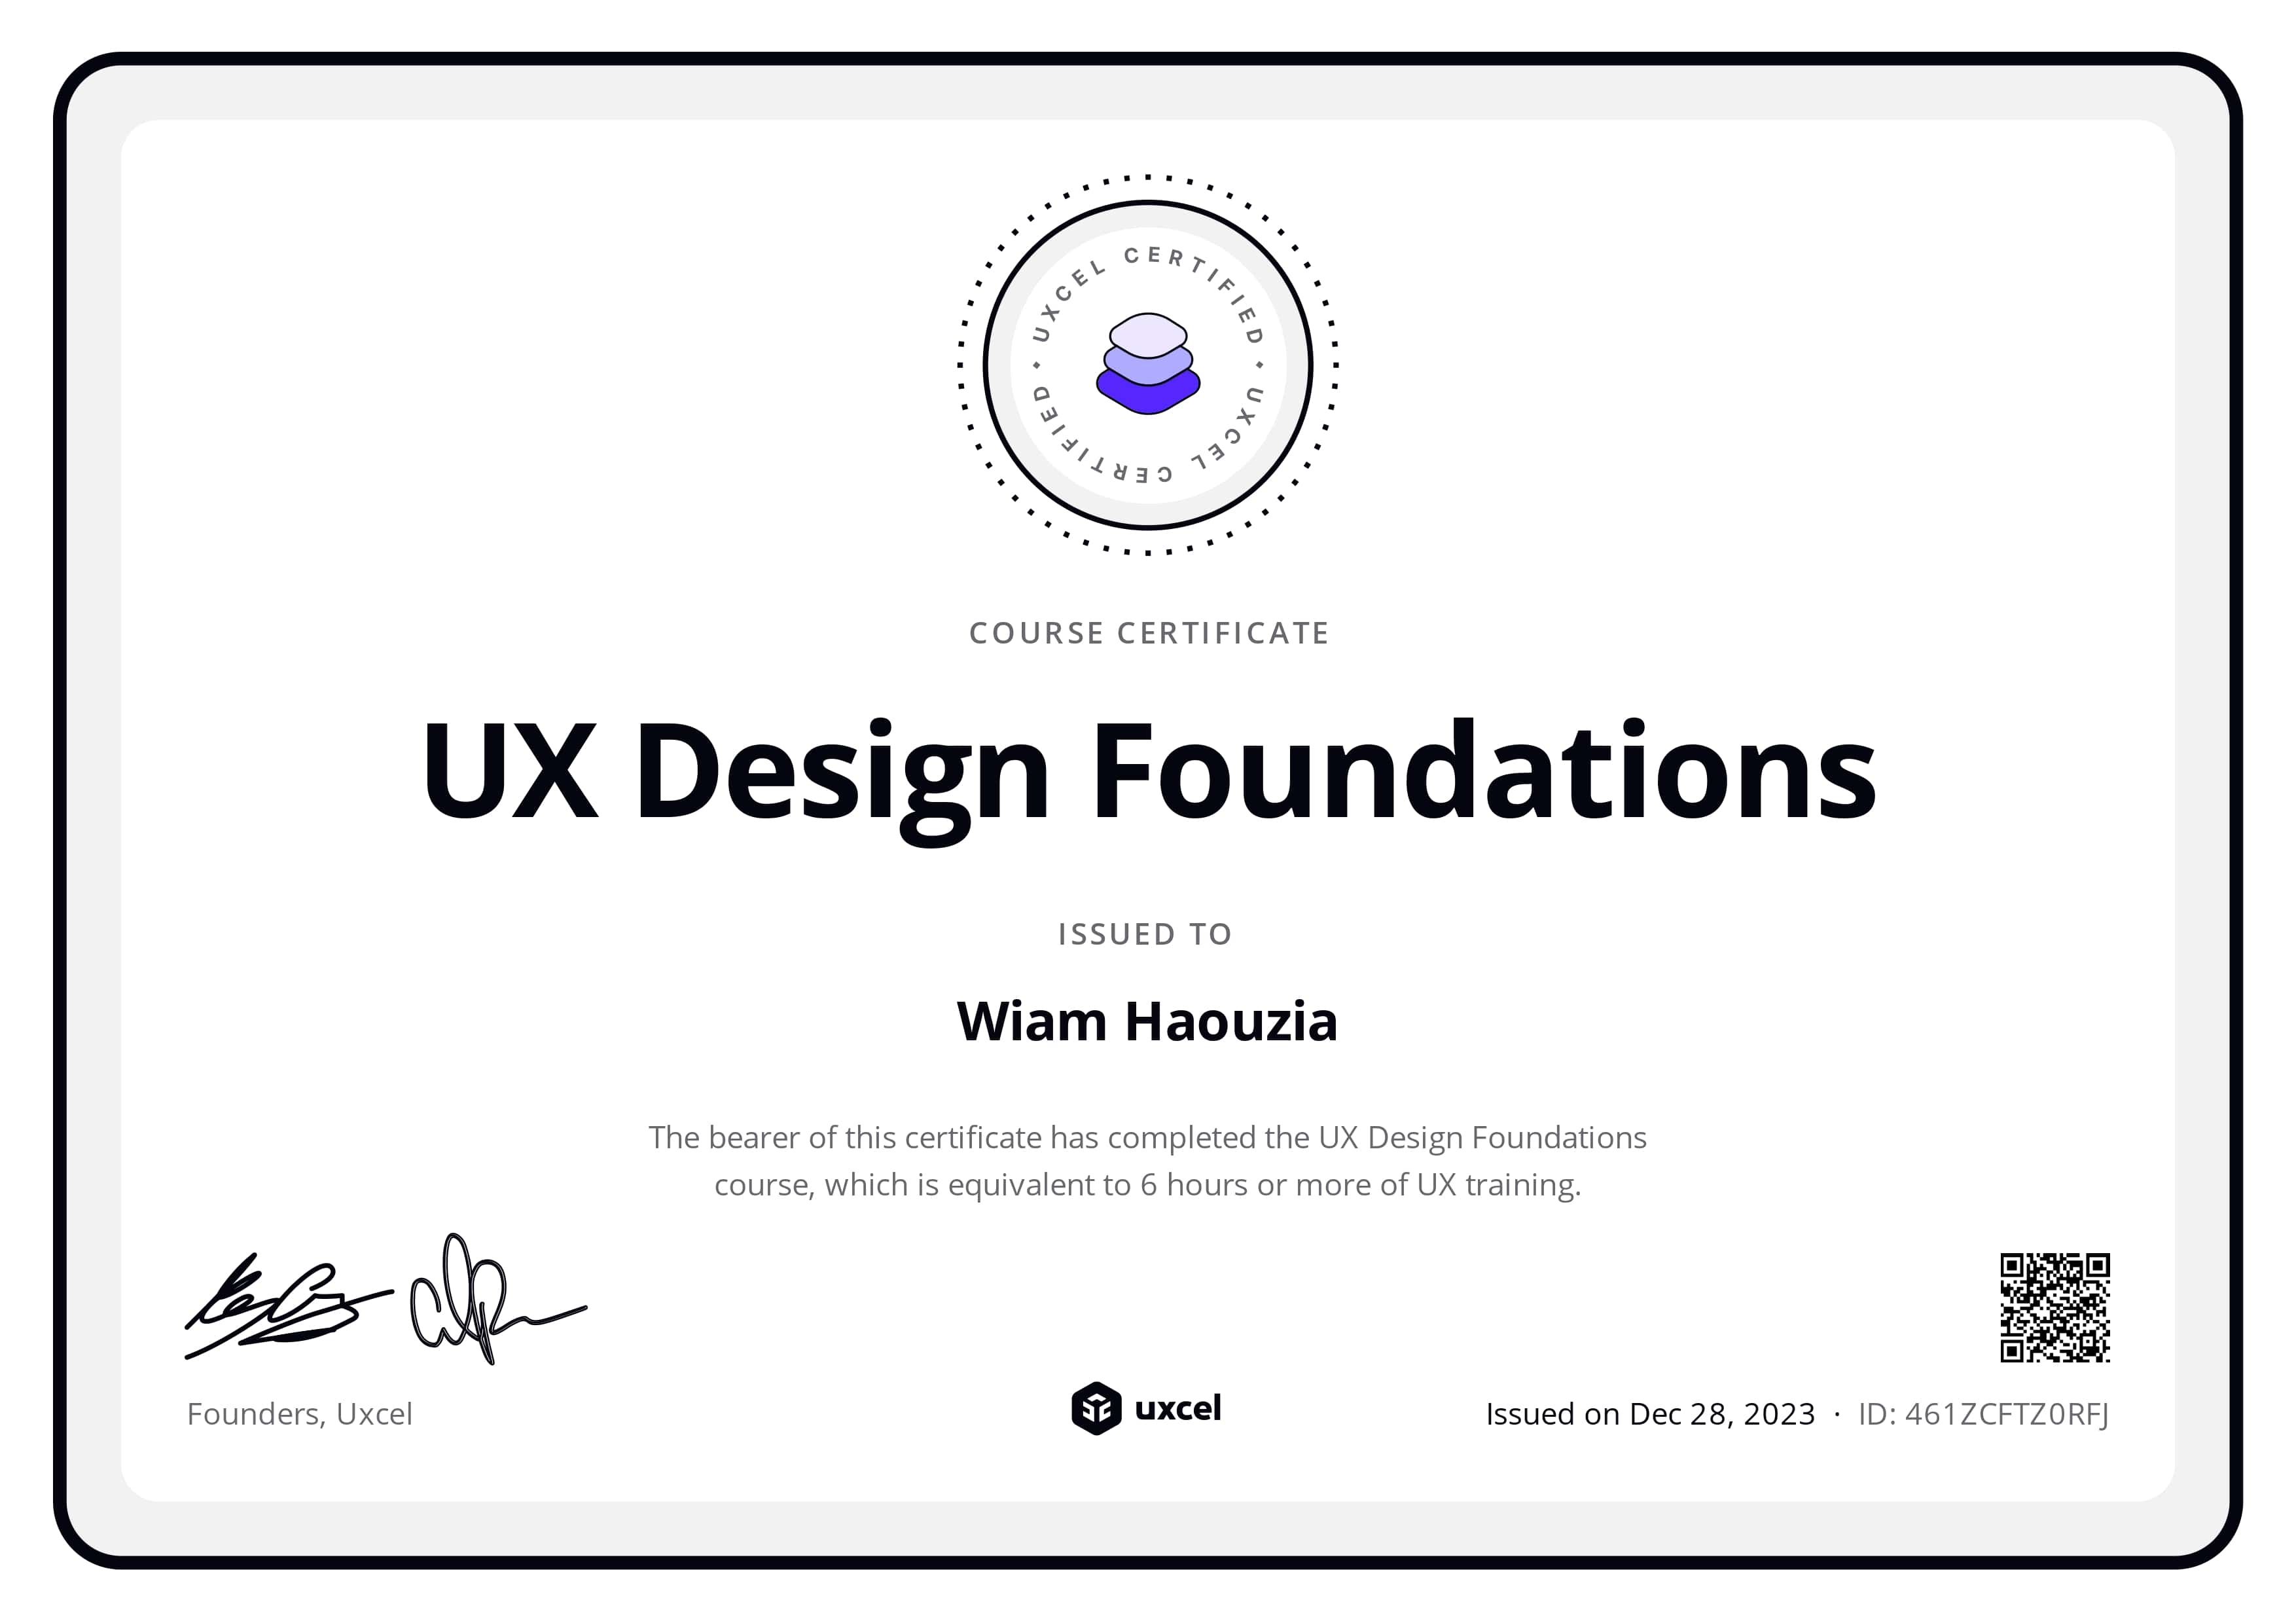 UXCEL CERTIFIED • UXCEL CERTIFIED •
COURSE CERTIFICATE
UX Design Foundations
ISSUED TO
Wiam Haouzia
The bearer of this certificate has completed the UX Design Foundations
course, which is equivalent to 6 hours or more of UX training.
Founders, Uxcel
uxcel
Issued on Dec 28, 2023 · ID: 461ZCFTZ0RFJ